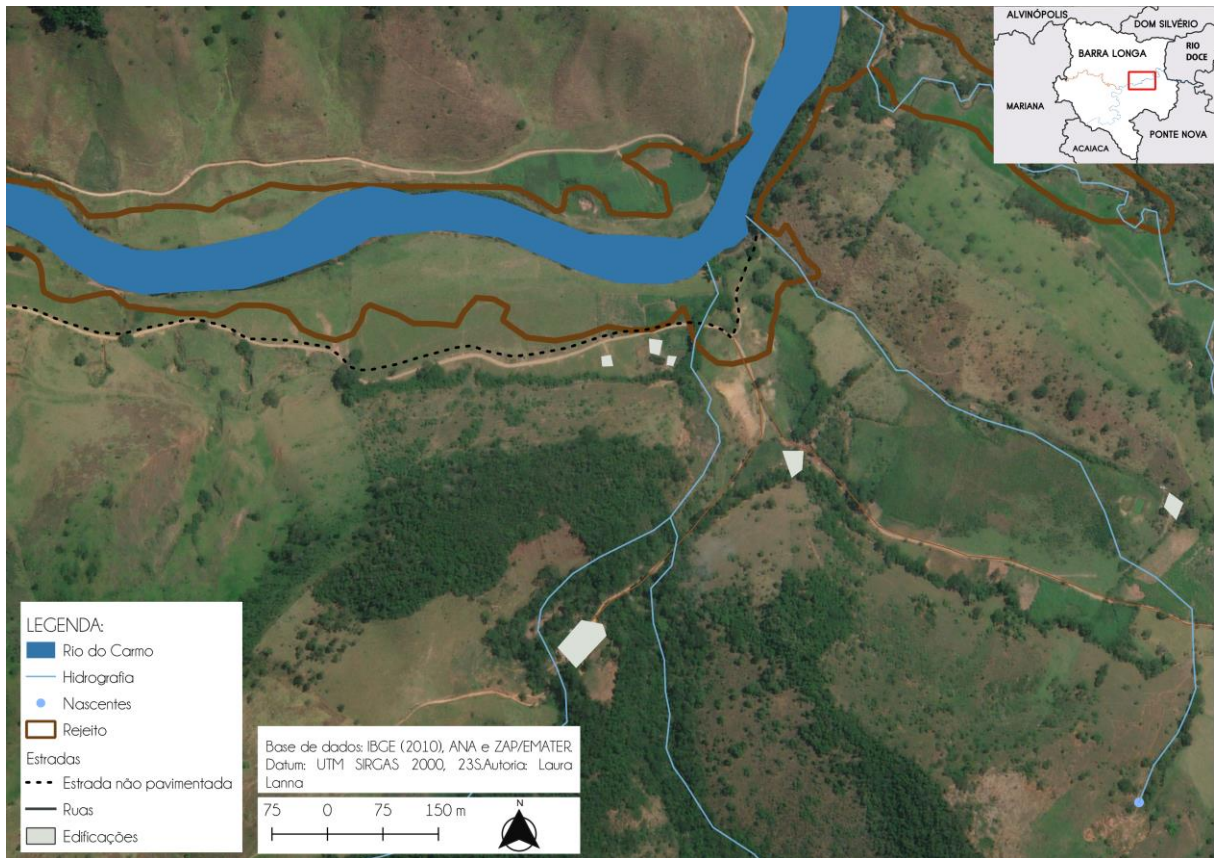 ALVINÓPOLIS
DOM SILVÉRIO
BARRA LONGA
RIO
DOCE
MARIANA
PONTE NOVA
ACAIACA
LEGENDA:
Rio do Carmo
Hidrografia
Nascentes
Rejeito
Estradas
Estrada não pavimentada
Ruas
Edificações
Base de dados: IBGE (2010), ANA e ZAP/EMATER.
Datum: UTM SIRGAS 2000, 23S.Autoria: Laura
Lanna
75 0 75 150 m
N